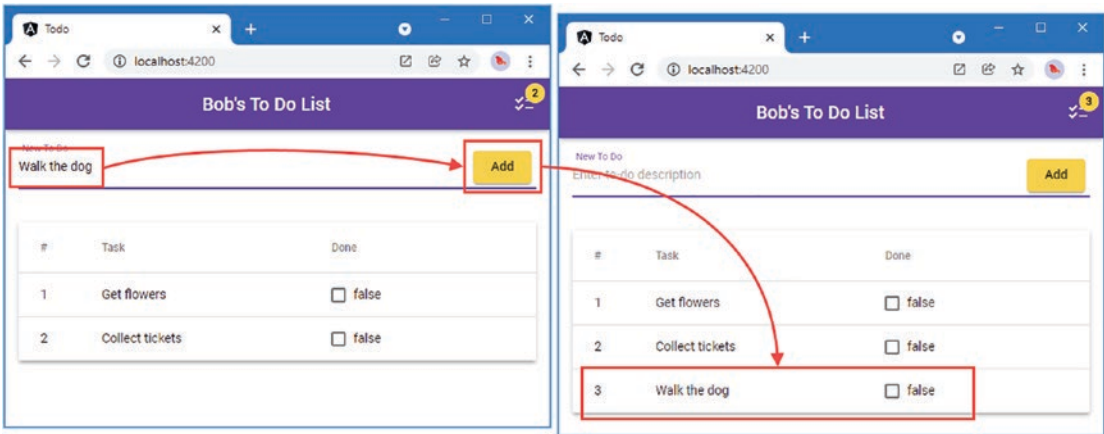 Todo
localhost:4200
Bob's To Do List
2
New To Do
Walk the dog
Add
# Task Done
1 Get flowers false
2 Collect tickets false
Todo
localhost:4200
Bob's To Do List
3
New To Do
Enter to-do description
Add
# Task Done
1 Get flowers false
2 Collect tickets false
3 Walk the dog false